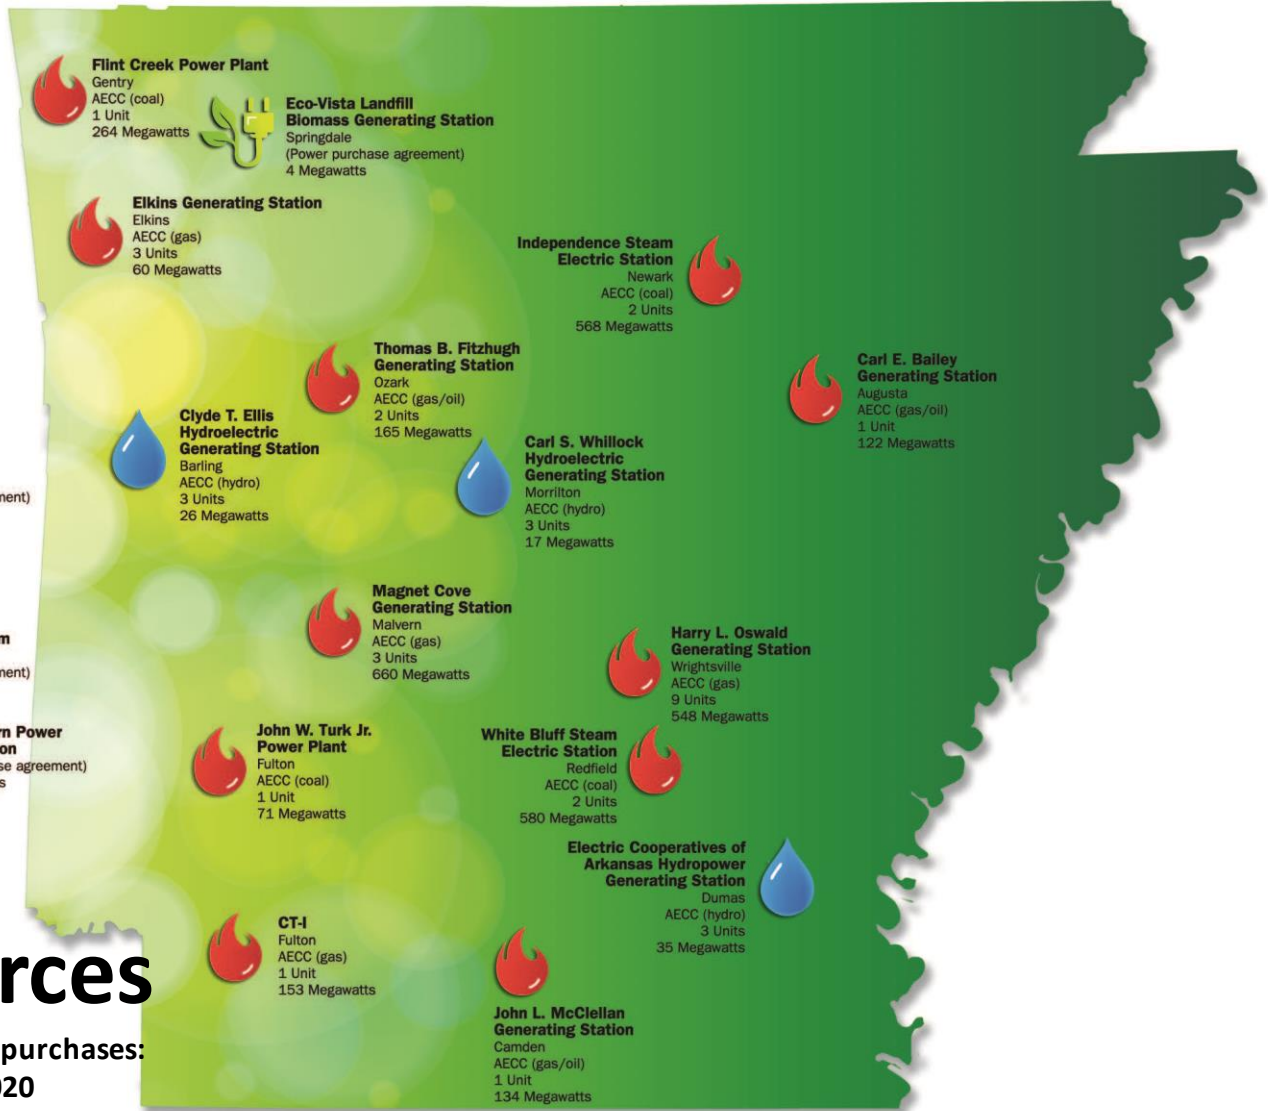 Flint Creek Power Plant
Gentry
AECC (coal)
1 Unit
264 Megawatts
Eco-Vista Landfill
Biomass Generating Station
Springdale
(Power purchase agreement)
4 Megawatts
Elkins Generating Station
Elkins
AECC (gas)
3 Units
60 Megawatts
Independence Steam
Electric Station
Newark
AECC (coal)
2 Units
568 Megawatts
Thomas B. Fitzhugh
Generating Station
Ozark
AECC (gas/oil)
2 Units
165 Megawatts
Carl E. Bailey
Generating Station
Augusta
AECC (gas/oil)
1 Unit
122 Megawatts
Clyde T. Ellis
Hydroelectric
Generating Station
Barling
AECC (hydro)
3 Units
26 Megawatts
Carl S. Whillock
Hydroelectric
Generating Station
Morrilton
AECC (hydro)
3 Units
17 Megawatts
Magnet Cove
Generating Station
Malvern
AECC (gas)
3 Units
660 Megawatts
Harry L. Oswald
Generating Station
Wrightsville
AECC (gas)
9 Units
548 Megawatts
ment)
m
ment)
rn Power
on
se agreement)
s
John W. Turk Jr.
Power Plant
Fulton
AECC (coal)
1 Unit
71 Megawatts
White Bluff Steam
Electric Station
Redfield
AECC (coal)
2 Units
580 Megawatts
Electric Cooperatives of
Arkansas Hydropower
Generating Station
Dumas
AECC (hydro)
3 Units
35 Megawatts
CT-I
Fulton
AECC (gas)
1 Unit
153 Megawatts
John L. McClellan
Generating Station
Camden
AECC (gas/oil)
1 Unit
134 Megawatts
rces
purchases:
020